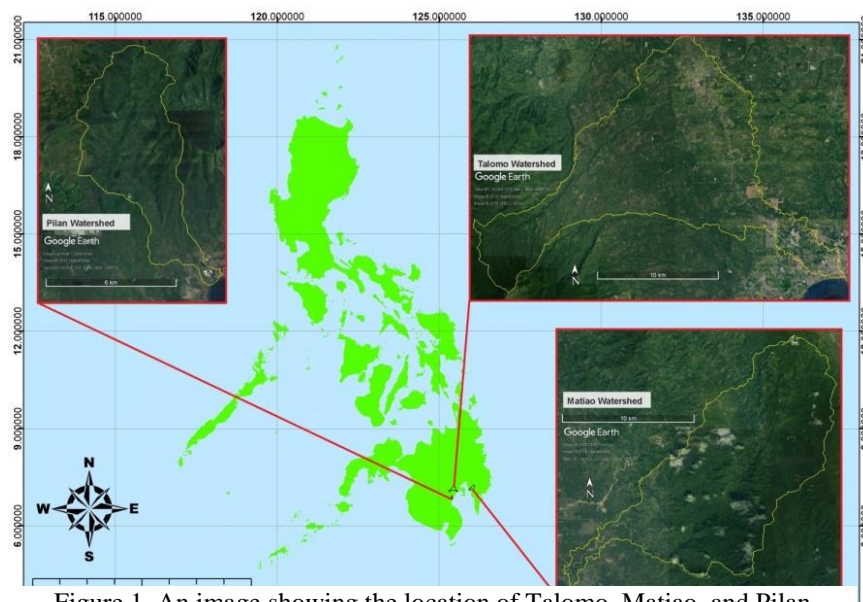 115.000000 120.000000 125.000000 130.000000 135.000000
21.000000
18.000000
15.000000
12.000000
9.000000
6.000000
Pilan Watershed
Google Earth
N
6 km
Talomo Watershed
Google Earth
N
10 km
Matiao Watershed
10 km
Google Earth
N
N
W E
S
Figure 1. An image showing the location of Talomo, Matiao, and Pilan